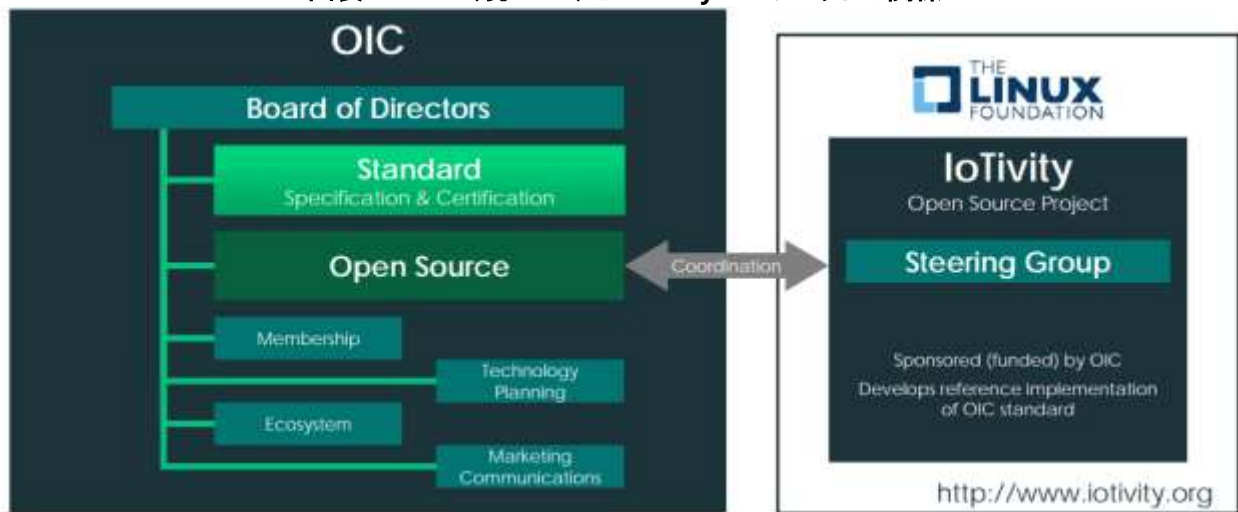 OIC
Board of Directors
Standard
Specification & Certification
Open Source
Membership
Technology
Planning
Ecosystem
Marketing
Communications
Coordination
THE
LINUX
FOUNDATION
IoTivity
Open Source Project
Steering Group
Sponsored (funded) by OIC
Develops reference implementation
of OIC standard
http://www.iotivity.org